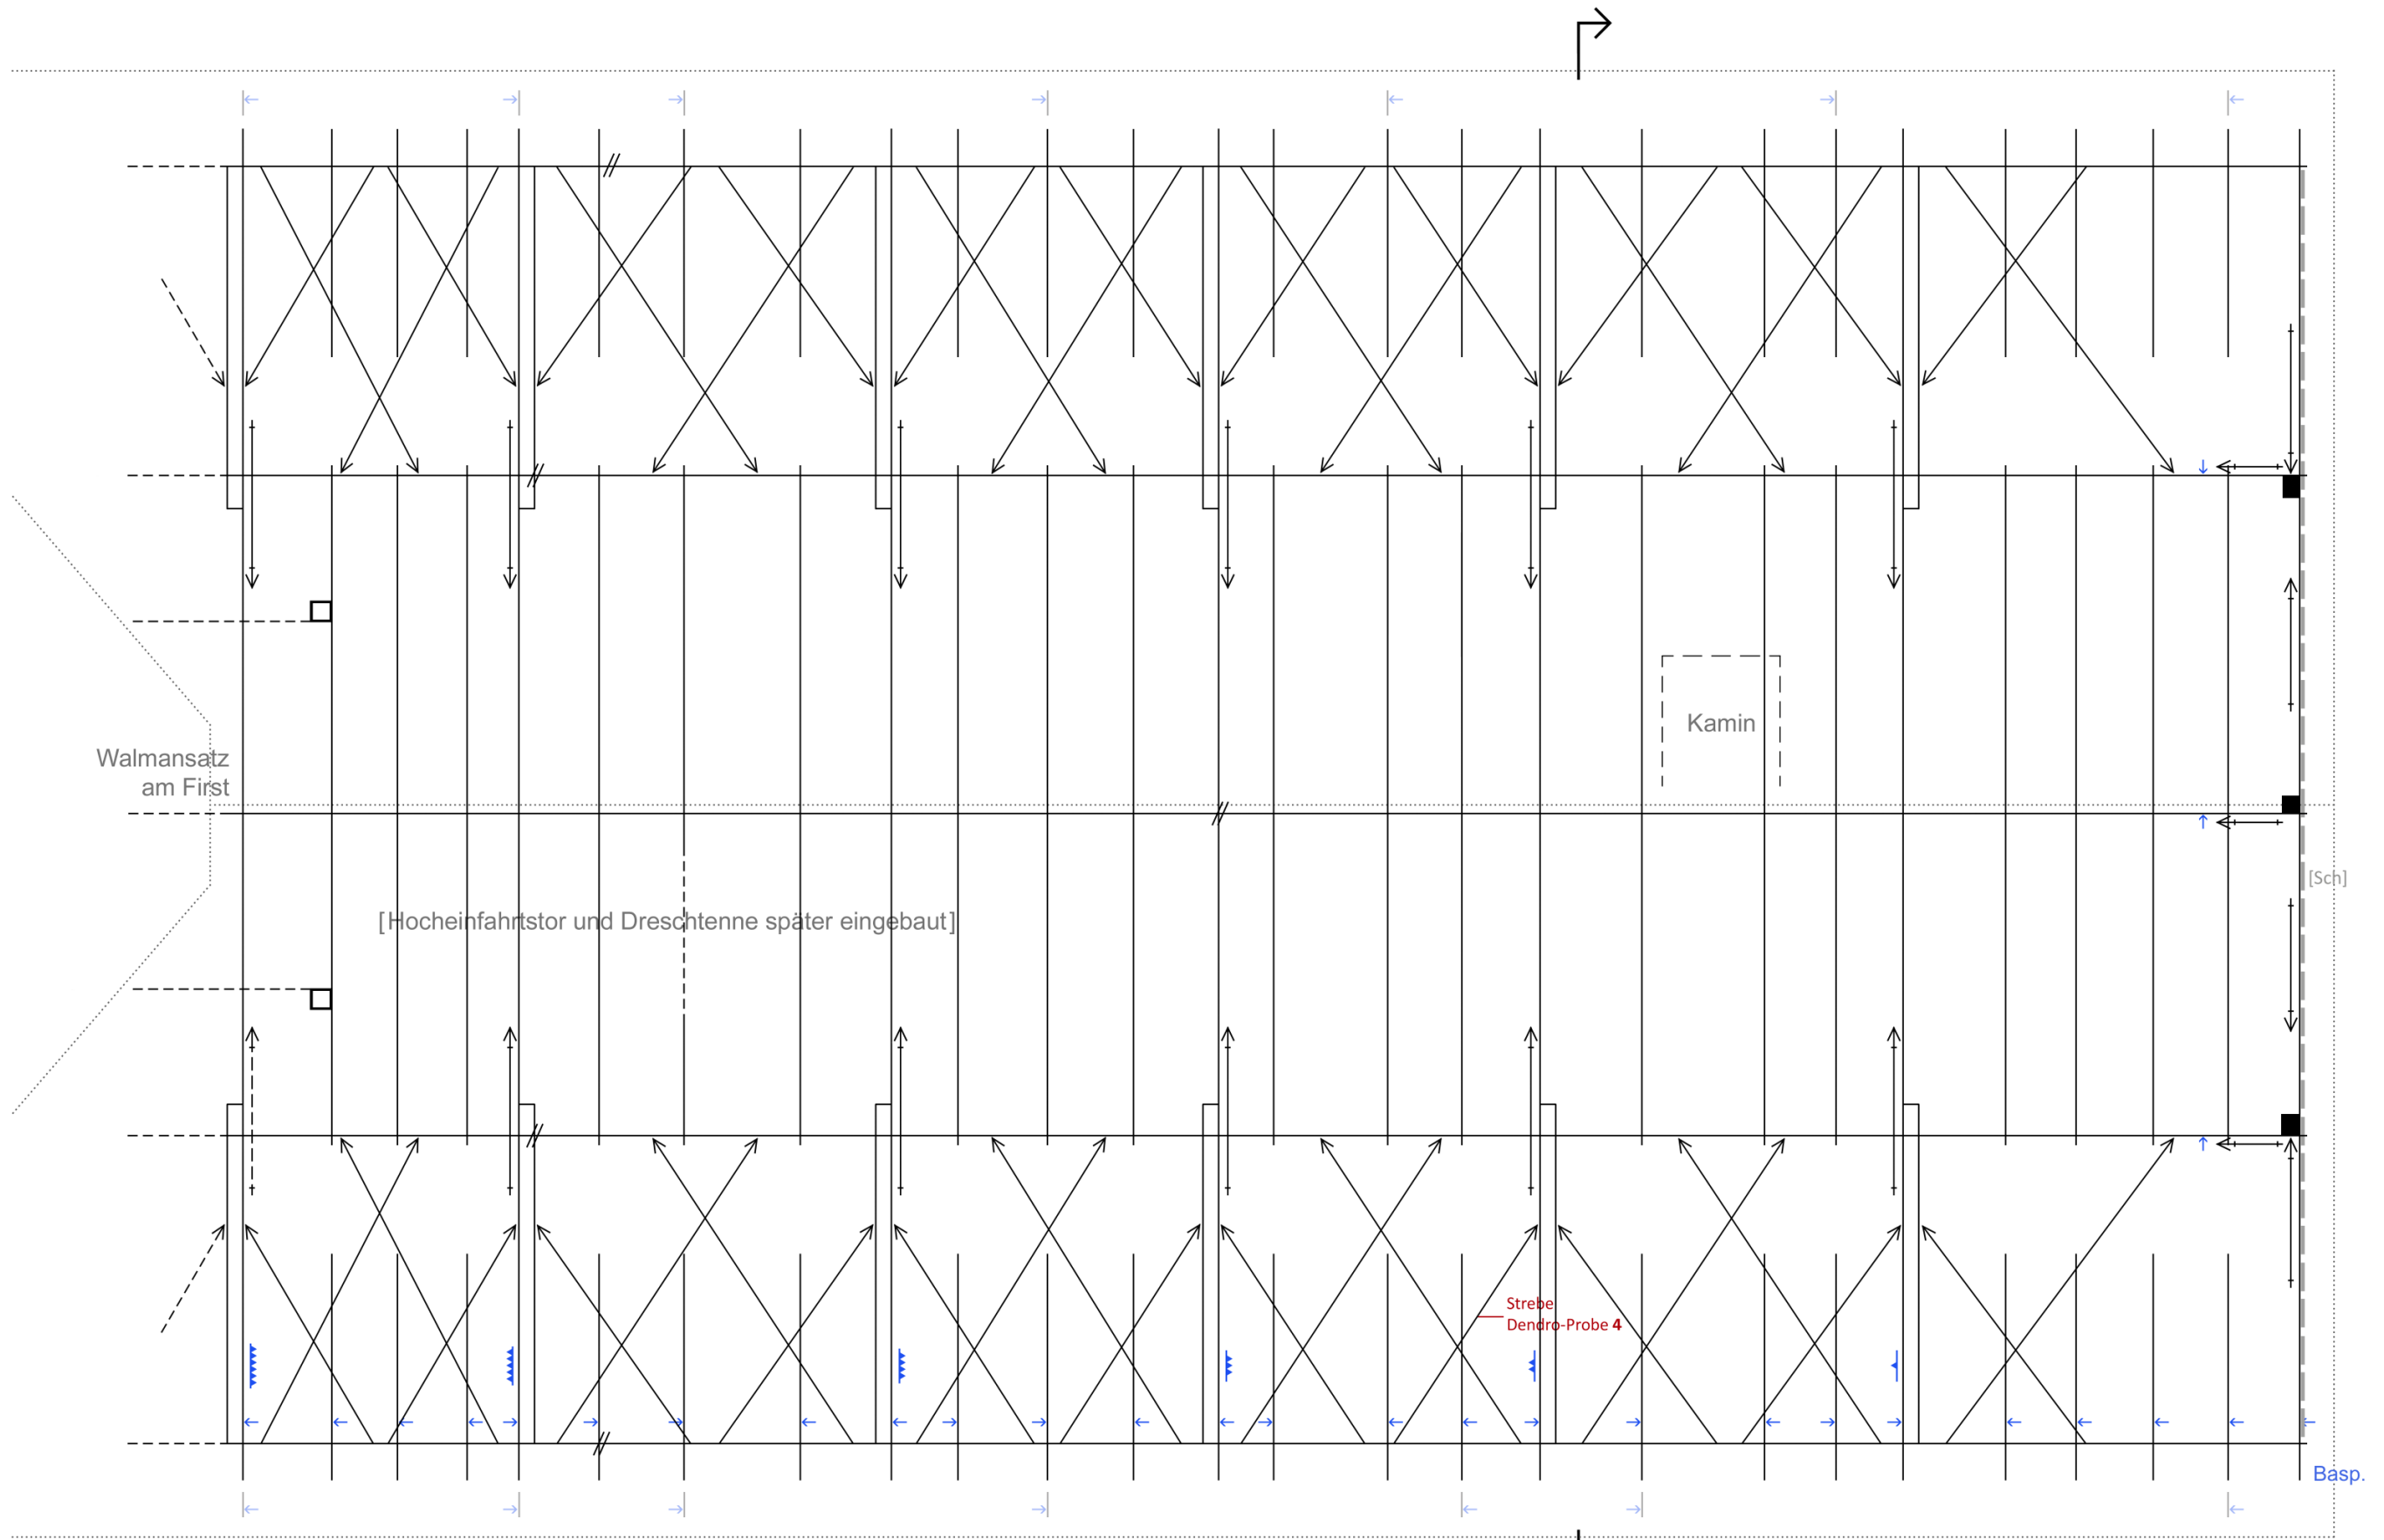 Kamin
Walmansatz
am First
[Sch]
[Hocheinfahrtstor und Dreschtenne später eingebaut]
Strebe
Dendro-Probe 4
Basp.